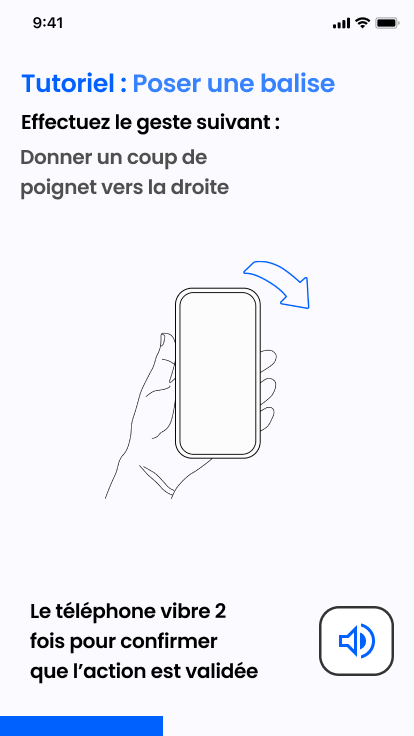 9:41
Tutoriel : Poser une balise
Effectuez le geste suivant :
Donner un coup de
poignet vers la droite
Le téléphone vibre 2
fois pour confirmer
que l’action est validée